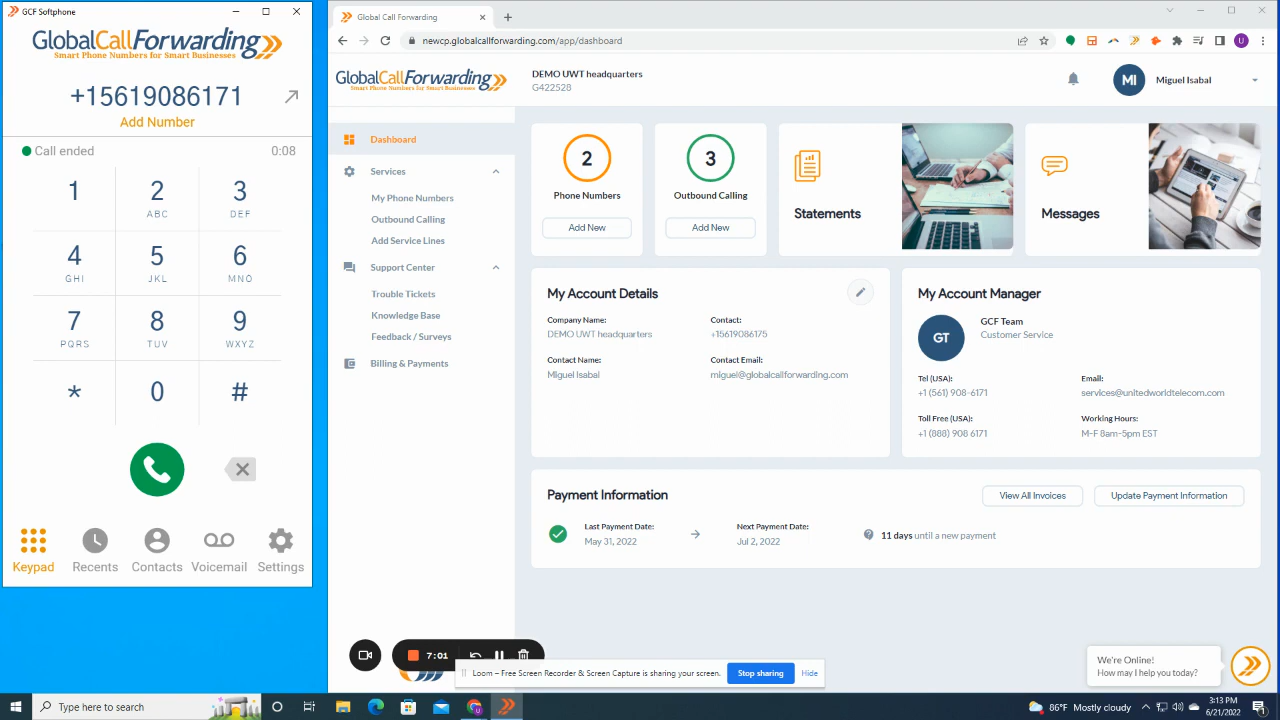 GCF Softphone
GlobalCallForwarding
Smart Phone Numbers for Smart Businesses
+15619086171
Add Number
Call ended 0:08
1 2 3
ABC DEF
4 5 6
GHI JKL MNO
7 8 9
PQRS TUV WXYZ
* 0 #
Keypad Recents Contacts Voicemail Settings
Global Call Forwarding
newcp.globalcallforwarding.com/app/dashboard
U
GlobalCallForwarding
Smart Phone Numbers for Smart Businesses
DEMO UWT headquarters
G422528
MI
Miguel Isabal
Dashboard
Services
My Phone Numbers
Outbound Calling
Add Service Lines
Support Center
Trouble Tickets
Knowledge Base
Feedback / Surveys
Billing & Payments
2
Phone Numbers
Add New
3
Outbound Calling
Add New
Statements
Messages
My Account Details
Company Name:
DEMO UWT headquarters
Contact:
+15619086175
Contact Name:
Miguel Isabal
Contact Email:
miguel@globalcallforwarding.com
My Account Manager
GT
GCF Team
Customer Service
Tel (USA):
+1 (561) 908-6171
Email:
services@unitedworldtelecom.com
Toll Free (USA):
+1 (888) 908 6171
Working Hours:
M-F 8am-5pm EST
Payment Information
View All Invoices
Update Payment Information
Last Payment Date:
May 31, 2022
Next Payment Date:
Jul 2, 2022
11 days until a new payment
7:01
Loom – Free Screen Recorder & Screen Capture is sharing your screen.
Stop sharing
Hide
We're Online!
How may I help you today?
Type here to search
86°F Mostly cloudy
3:13 PM
6/21/2022